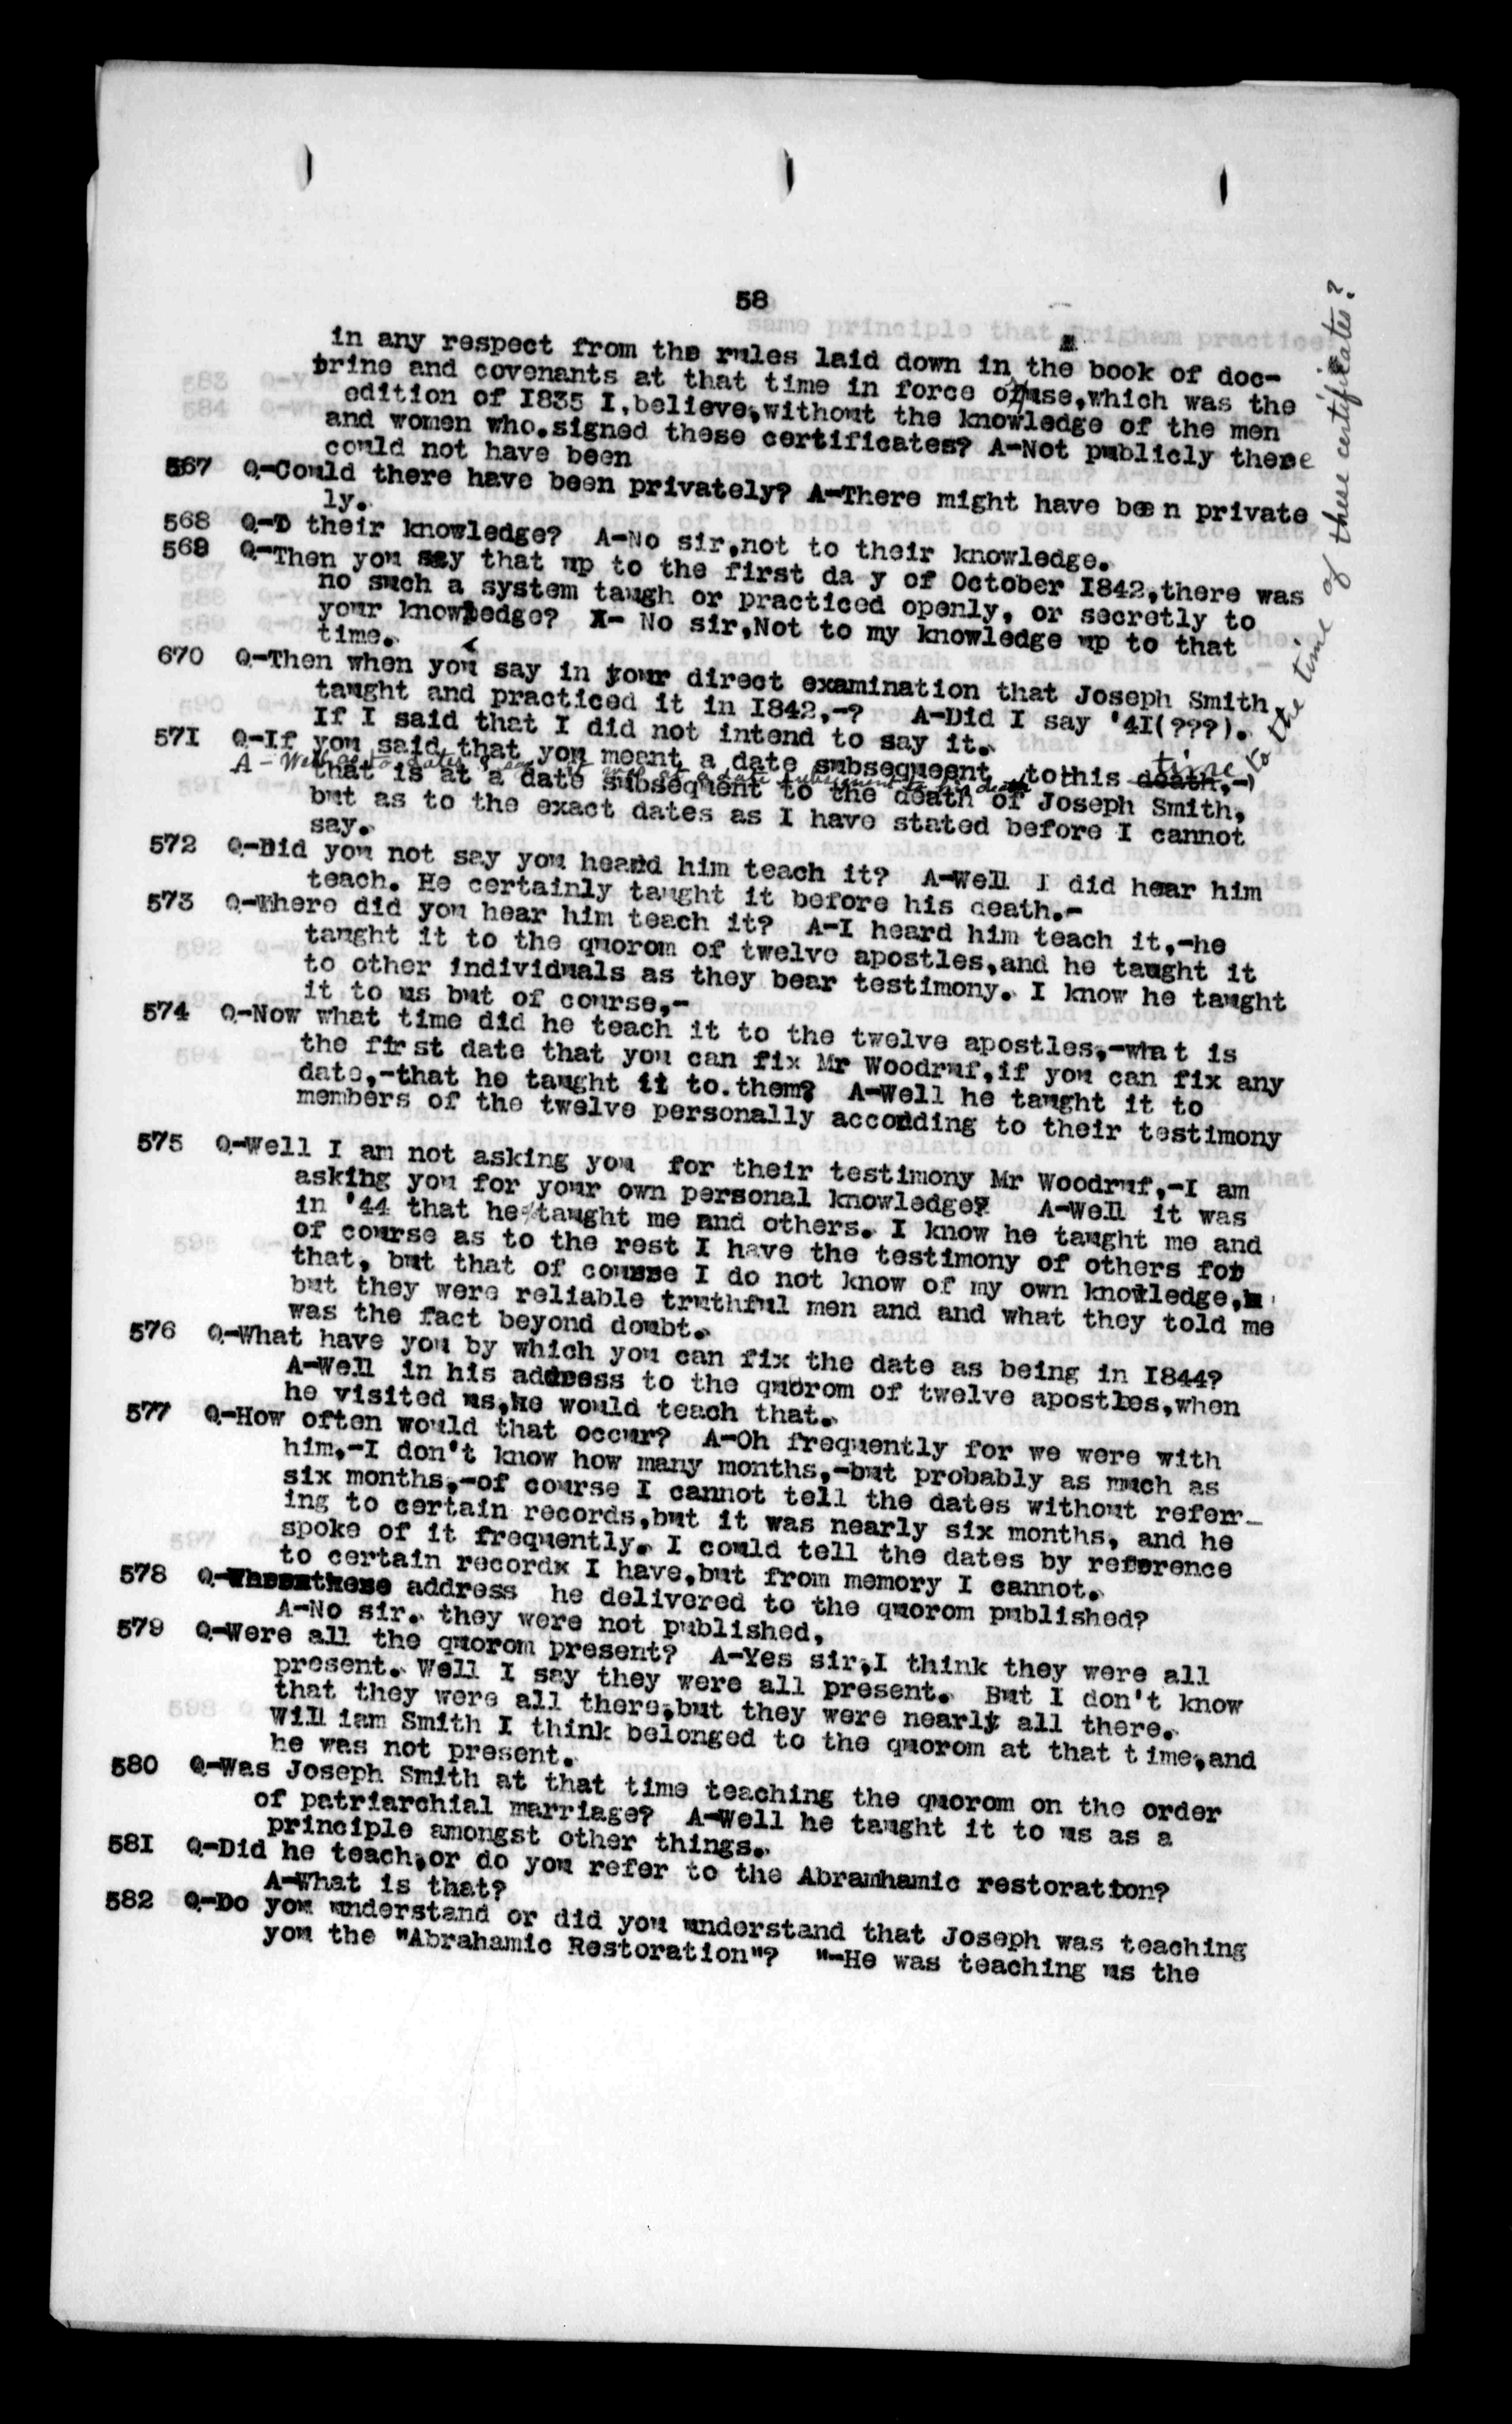 58
in any respect from the rules laid down in the book of doc-
trine and covenants at that time in force or use,which was the
edition of I835 I,believe,without the knowledge of the men
and women who.signed these certificates? A-Not publicly there
could not have been
567 Q-Could there have been privately? A-There might have been private
ly.
568 Q-D their knowledge? A-No sir,not to their knowledge.
569 Q-Then you say that up to the first da y of October I842,there was
no such a system taugh or practiced openly, or secretly to
your knowledge? A- No sir,Not to my knowledge up to that
time.
670 Q-Then when you say in your direct examination that Joseph Smith
taught and practiced it in I842,-? A-Did I say '4I(???).
If I said that I did not intend to say it.
57I Q-If you said that you meant a date subsequent tothis death,- time to the time of these certificates?
A - Well as to dates I say it was at a date subsequent to his death
that is at a date subsequent to the death of Joseph Smith,
but as to the exact dates as I have stated before I cannot
say.
572 Q-Did you not say you heard him teach it? A-Well I did hear him
teach. He certainly taught it before his death.-
573 Q-Where did you hear him teach it? A-I heard him teach it,-he
taught it to the quorom of twelve apostles,and he taught it
to other individuals as they bear testimony. I know he taught
it to us but of course,-
574 Q-Now what time did he teach it to the twelve apostles,-wha t is
the first date that you can fix Mr Woodruf,if you can fix any
date,-that he taught it to.them? A-Well he taught it to
members of the twelve personally according to their testimony
575 Q-Well I am not asking you for their testimony Mr Woodruf,-I am
asking you for your own personal knowledge? A-Well it was
in '44 that he taught me and others. I know he taught me and
of course as to the rest I have the testimony of others for
that, but that of course I do not know of my own knowledge,
but they were reliable truthful men and and what they told me
was the fact beyond doubt.
576 Q-What have you by which you can fix the date as being in I844?
A-Well in his address to the quorom of twelve apostles,when
he visited us,he would teach that.
577 Q-How often would that occur? A-Oh frequently for we were with
him,-I don't know how many months,-but probably as much as
six months,-of course I cannot tell the dates without referr-
ing to certain records,but it was nearly six months, and he
spoke of it frequently. I could tell the dates by reference
to certain recordx I have,but from memory I cannot.
578 Q- these address he delivered to the quorom published?
A-No sir. they were not published,
579 Q-Were all the quorom present? A-Yes sir,I think they were all
present. Well I say they were all present. But I don't know
that they were all there,but they were nearly all there.
Will iam Smith I think belonged to the quorom at that time,and
he was not present.
580 Q-Was Joseph Smith at that time teaching the quorom on the order
of patriarchial marriage? A-Well he taught it to us as a
principle amongst other things.
58I Q-Did he teach,or do you refer to the Abramhamic restoration?
A-What is that?
582 Q-Do you understand or did you understand that Joseph was teaching
you the "Abrahamic Restoration"? "-He was teaching us the